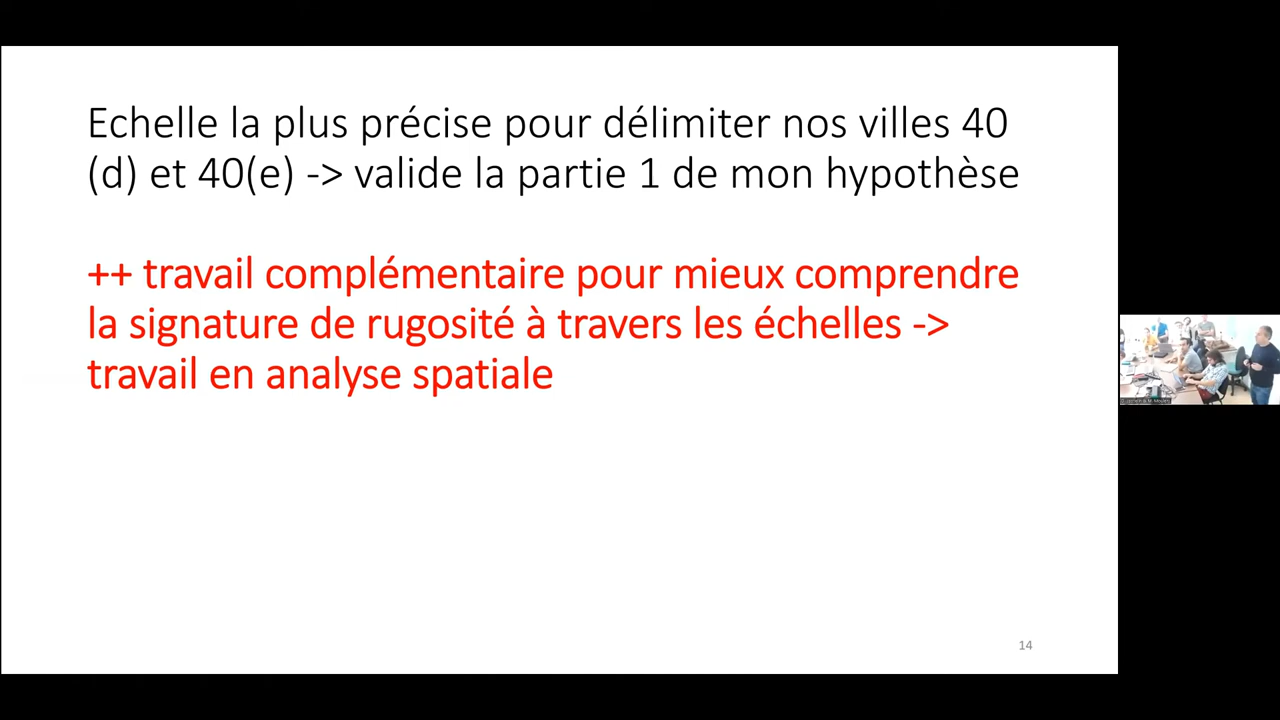 Echelle la plus précise pour délimiter nos villes 40
(d) et 40(e) -> valide la partie 1 de mon hypothèse
++ travail complémentaire pour mieux comprendre
la signature de rugosité à travers les échelles ->
travail en analyse spatiale
14